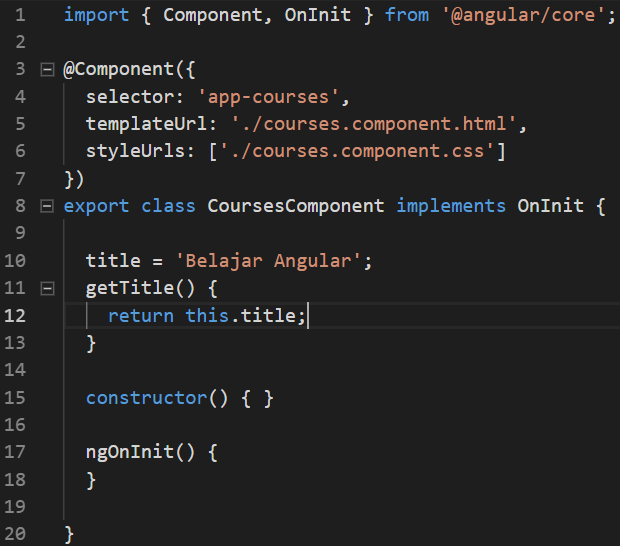 1 import { Component, OnInit } from '@angular/core';
2
3 @Component({
4   selector: 'app-courses',
5   templateUrl: './courses.component.html',
6   styleUrls: ['./courses.component.css']
7 })
8 export class CoursesComponent implements OnInit {
9
10   title = 'Belajar Angular';
11   getTitle() {
12     return this.title;
13   }
14
15   constructor() { }
16
17   ngOnInit() {
18   }
19
20 }